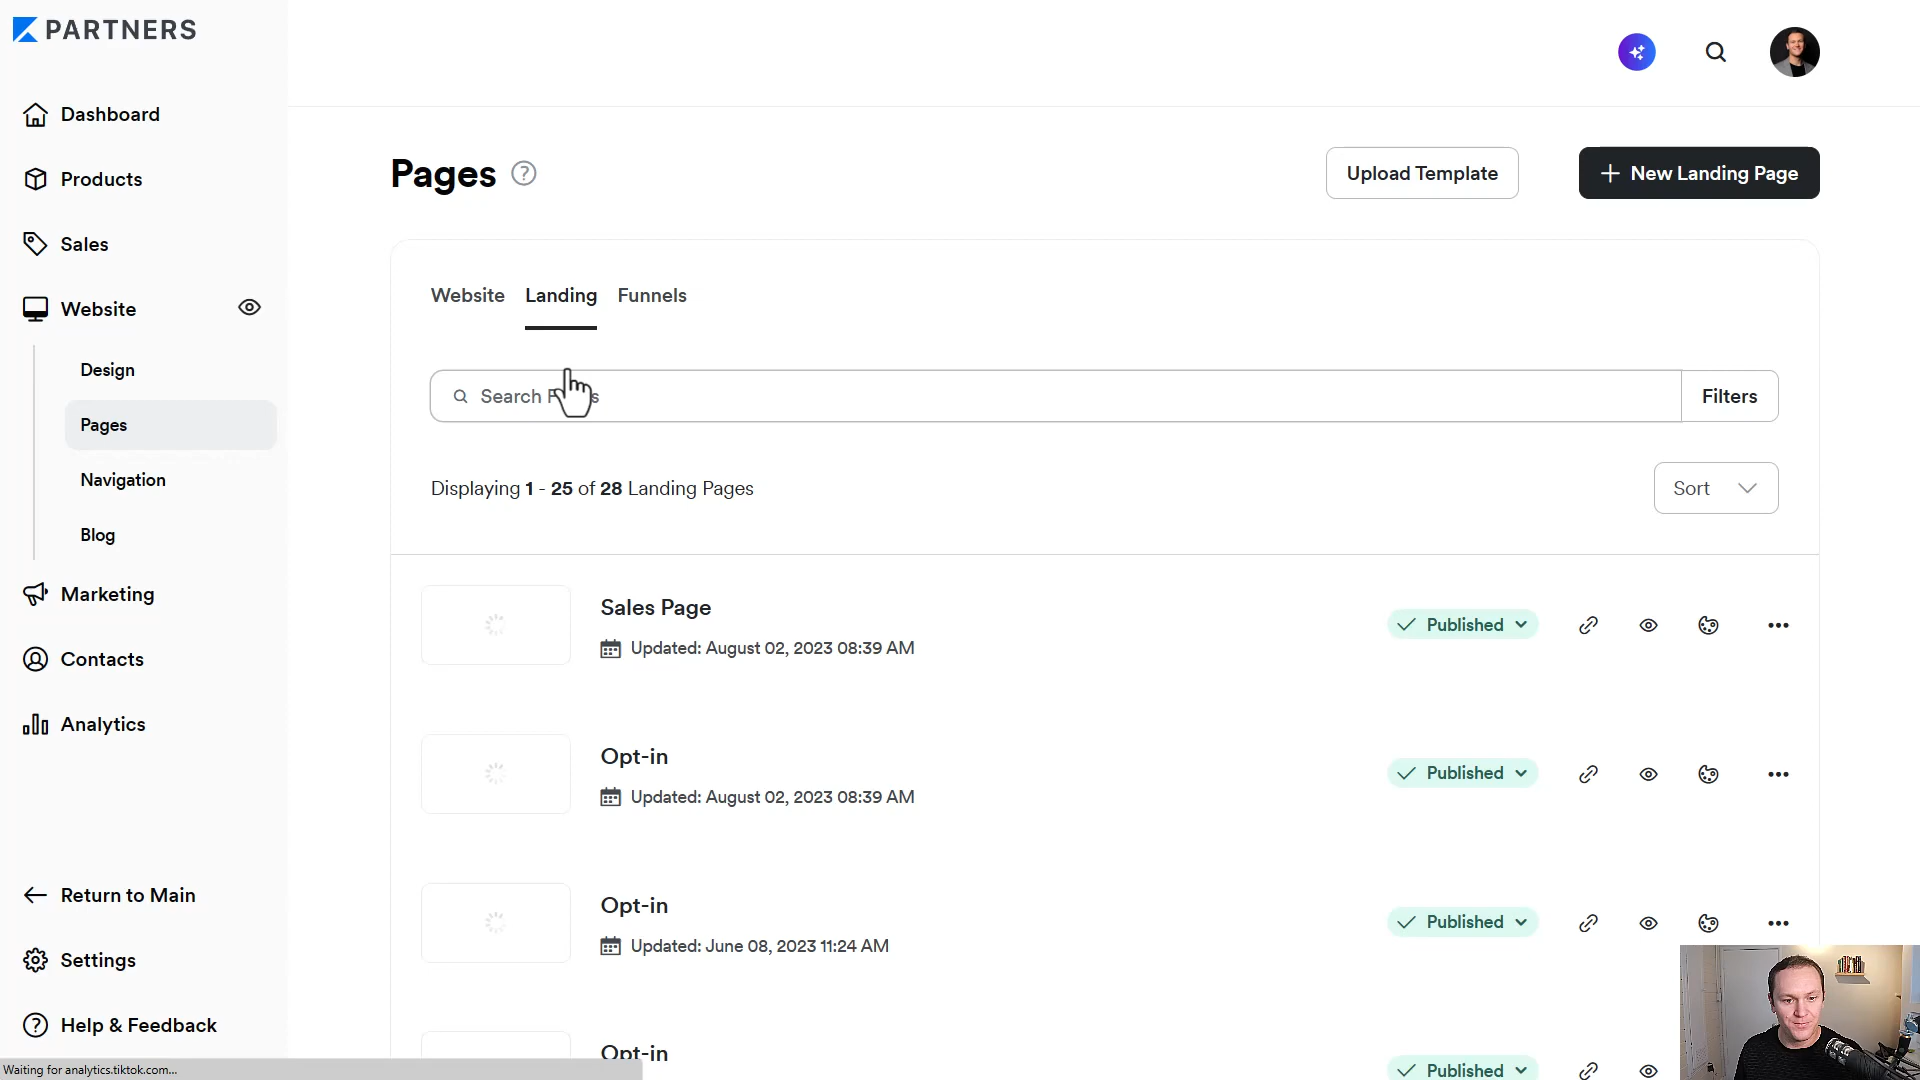 PARTNERS
Dashboard
Products
Sales
Website
Design
Pages
Navigation
Blog
Marketing
Contacts
Analytics
Return to Main
Settings
Help & Feedback
Waiting for analytics.tiktok.com...
Pages ?
Upload Template
+ New Landing Page
Website Landing Funnels
Search
Filters
Displaying 1 - 25 of 28 Landing Pages
Sort
Sales Page
Updated: August 02, 2023 08:39 AM
Published
Opt-in
Updated: August 02, 2023 08:39 AM
Published
Opt-in
Updated: June 08, 2023 11:24 AM
Published
Opt-in
Published